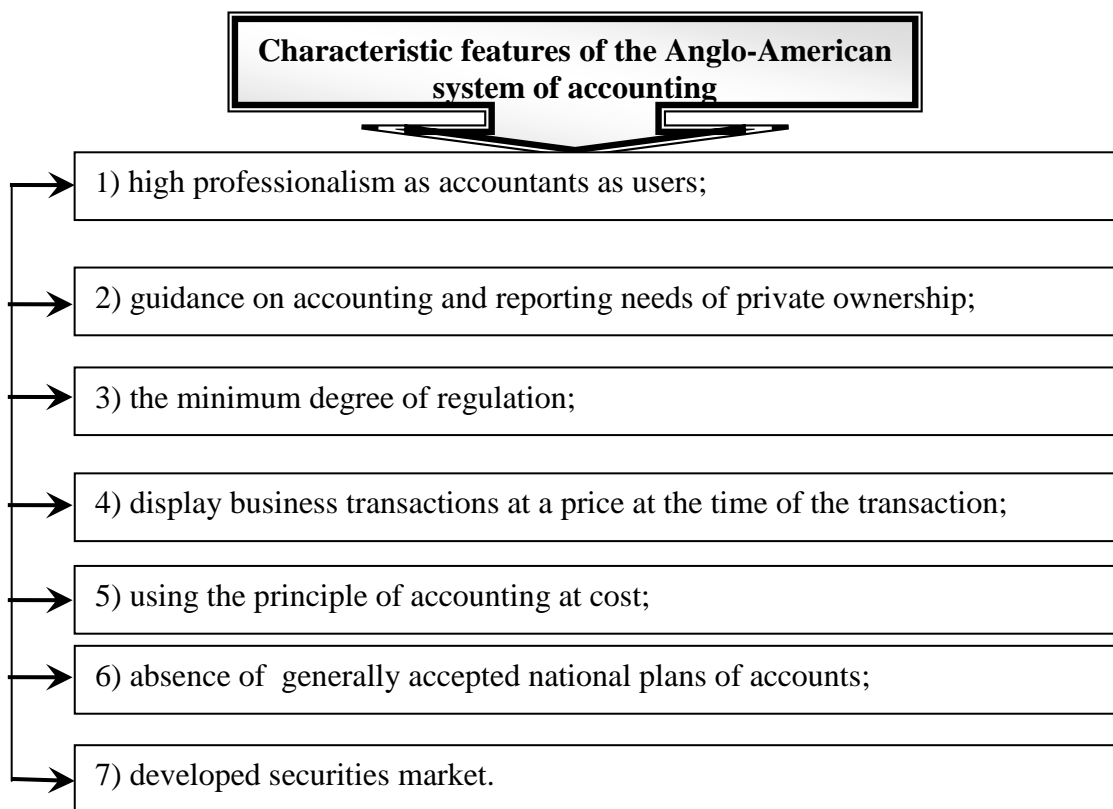 Characteristic features of the Anglo-American
system of accounting
1) high professionalism as accountants as users;
2) guidance on accounting and reporting needs of private ownership;
3) the minimum degree of regulation;
4) display business transactions at a price at the time of the transaction;
5) using the principle of accounting at cost;
6) absence of  generally accepted national plans of accounts;
7) developed securities market.